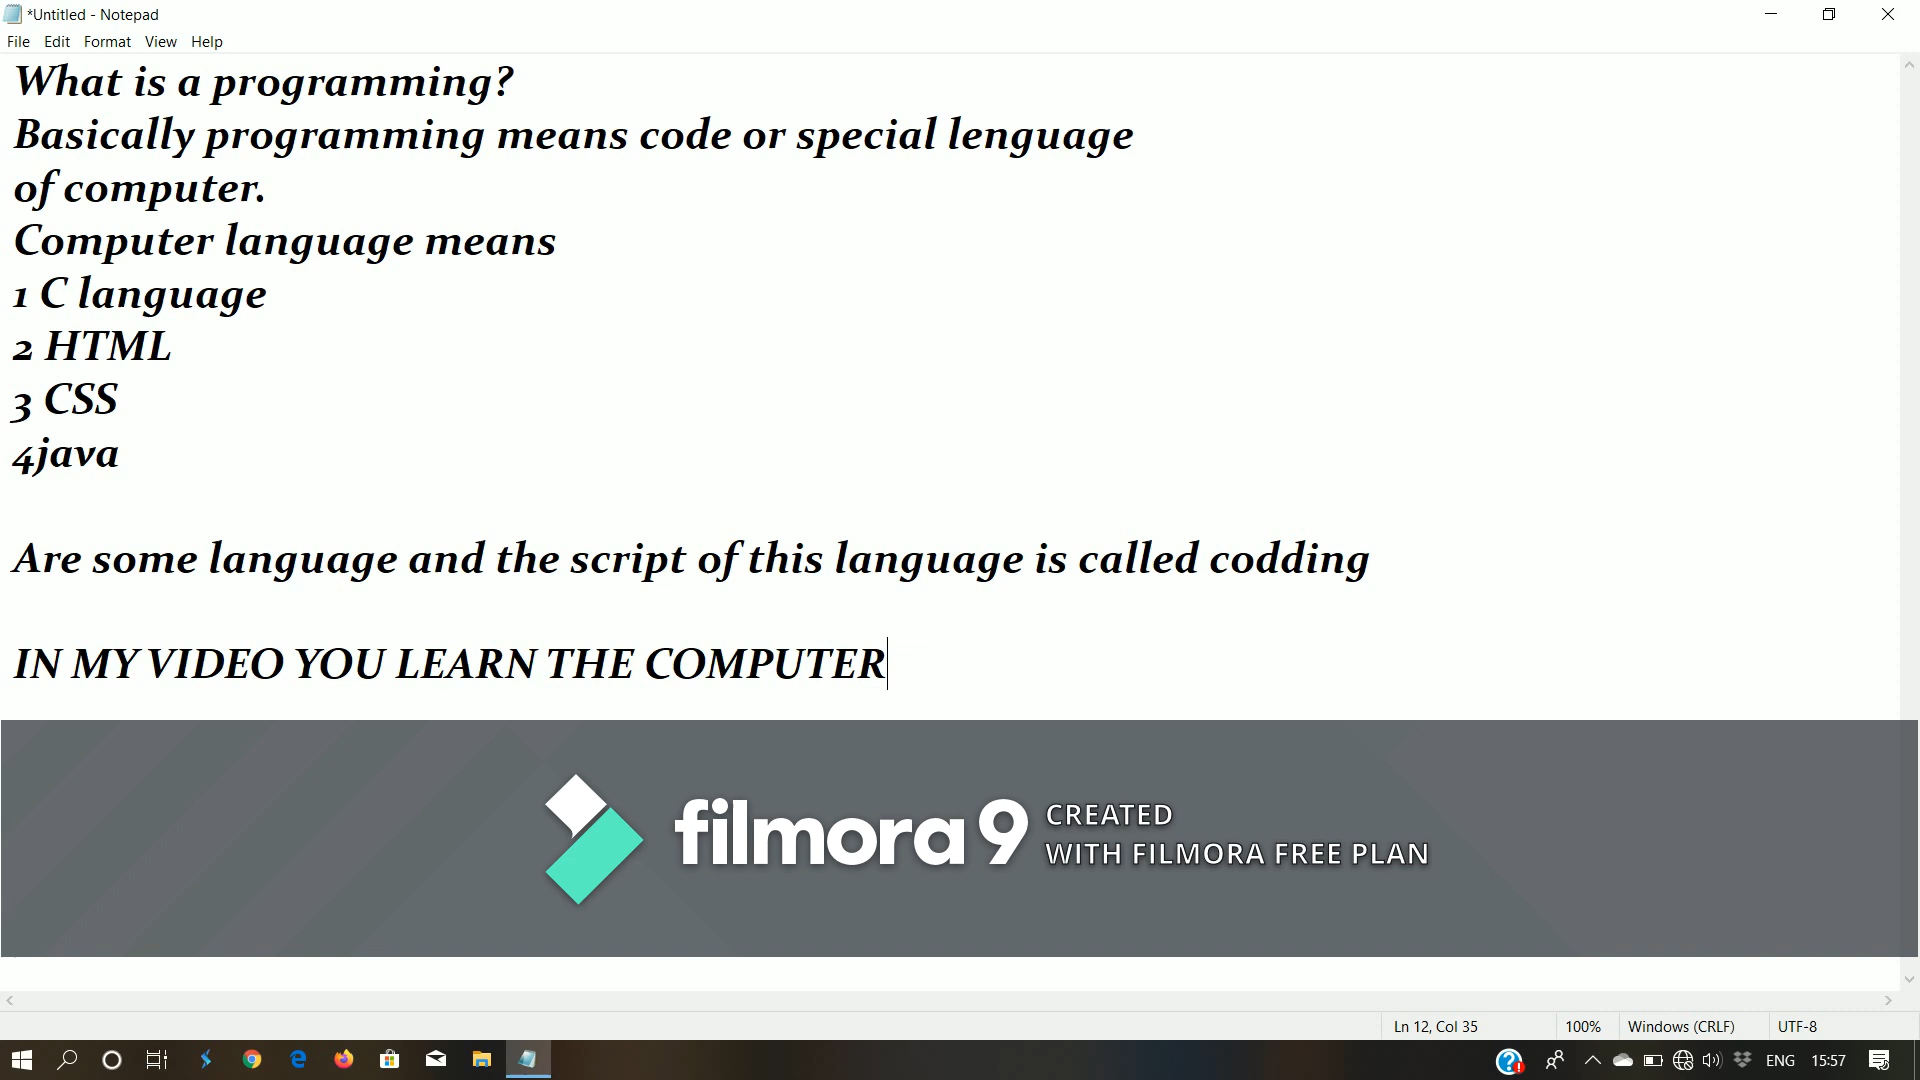 *Untitled - Notepad
File Edit Format View Help
What is a programming?
Basically programming means code or special lenguage
of computer.
Computer language means
1 C language
2 HTML
3 CSS
4java
Are some language and the script of this language is called codding
IN MY VIDEO YOU LEARN THE COMPUTER
filmora9 CREATED
WITH FILMORA FREE PLAN
Ln 12, Col 35 100% Windows (CRLF) UTF-8
ENG 15:57